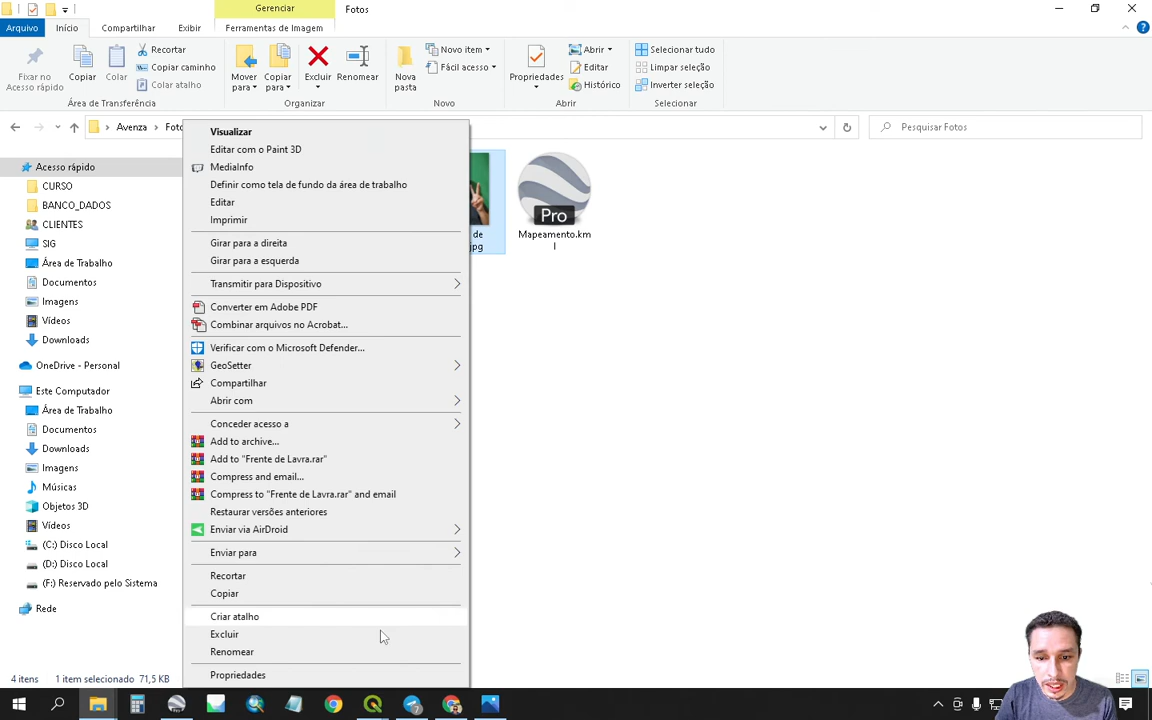 Gerenciar
Fotos
Arquivo
Início
Compartilhar
Exibir
Ferramentas de Imagem
Fixar no
Acesso rápido
Copiar
Colar
Recortar
Copiar caminho
Colar atalho
Área de Transferência
Mover
para
Copiar
para
Excluir
Renomear
Organizar
Nova
pasta
Novo item
Fácil acesso
Novo
Propriedades
Abrir
Editar
Histórico
Abrir
Selecionar tudo
Limpar seleção
Inverter seleção
Selecionar
Avenza
Pesquisar Fotos
Acesso rápido
CURSO
BANCO_DADOS
CLIENTES
SIG
Área de Trabalho
Documentos
Imagens
Vídeos
Downloads
OneDrive - Personal
Este Computador
Área de Trabalho
Documentos
Downloads
Imagens
Músicas
Objetos 3D
Vídeos
(C:) Disco Local
(D:) Disco Local
(F:) Reservado pelo Sistema
Rede
Visualizar
Editar com o Paint 3D
MediaInfo
Definir como tela de fundo da área de trabalho
Editar
Imprimir
Girar para a direita
Girar para a esquerda
Transmitir para Dispositivo
Converter em Adobe PDF
Combinar arquivos no Acrobat...
Verificar com o Microsoft Defender...
GeoSetter
Compartilhar
Abrir com
Conceder acesso a
Add to archive...
Add to "Frente de Lavra.rar"
Compress and email...
Compress to "Frente de Lavra.rar" and email
Restaurar versões anteriores
Enviar via AirDroid
Enviar para
Recortar
Copiar
Criar atalho
Excluir
Renomear
Propriedades
de
jpg
Pro
Mapeamento.km
l
4 itens
1 item selecionado 71,5 KB